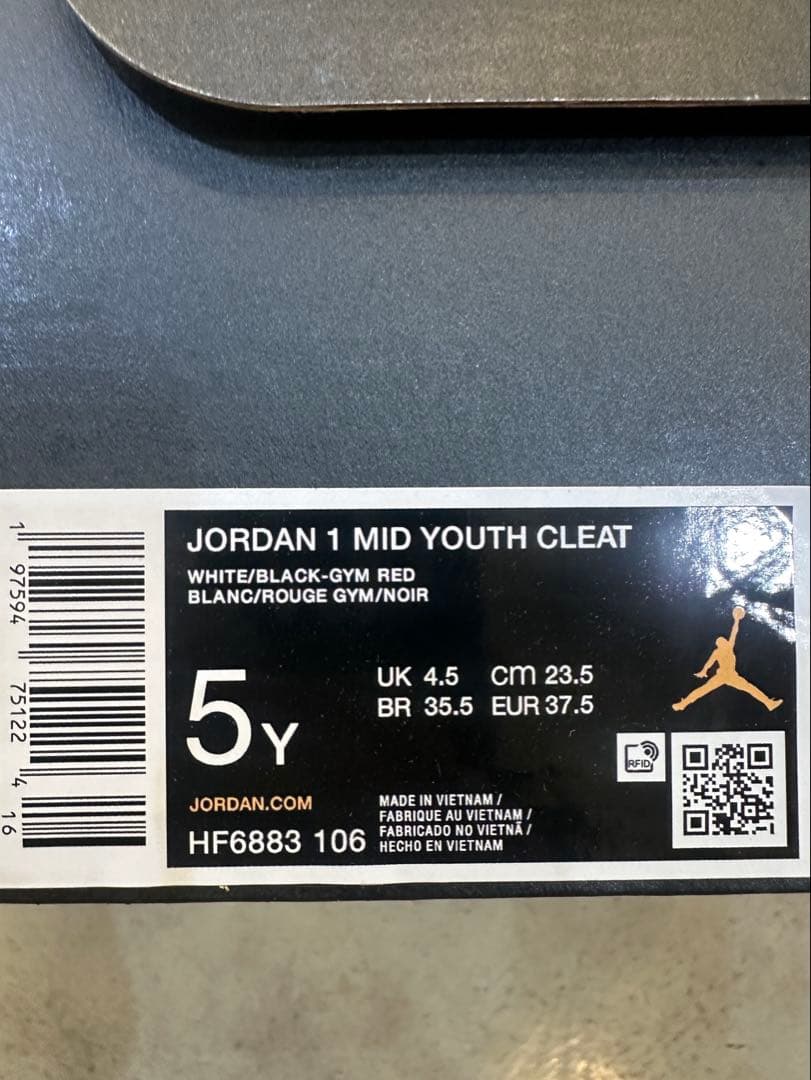 JORDAN 1 MID YOUTH CLEAT
WHITE/BLACK-GYM RED
BLANC/ROUGE GYM/NOIR
5Y
UK 4.5 cm 23.5
BR 35.5 EUR 37.5
RFID
JORDAN.COM
HF6883 106
MADE IN VIETNAM /
FABRIQUE AU VIETNAM /
FABRICADO NO VIETNÃ /
HECHO EN VIETNAM
1 97594 75122 4 16